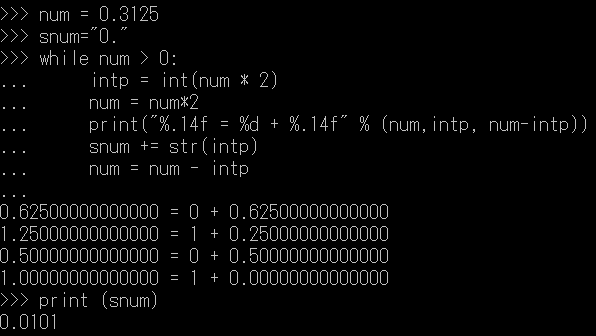 >>> num = 0.3125
>>> snum="0."
>>> while num > 0:
...     intp = int(num * 2)
...     num = num*2
...     print("%.14f = %d + %.14f" % (num,intp, num-intp))
...     snum += str(intp)
...     num = num - intp
...
0.62500000000000 = 0 + 0.62500000000000
1.25000000000000 = 1 + 0.25000000000000
0.50000000000000 = 0 + 0.50000000000000
1.00000000000000 = 1 + 0.00000000000000
>>> print (snum)
0.0101